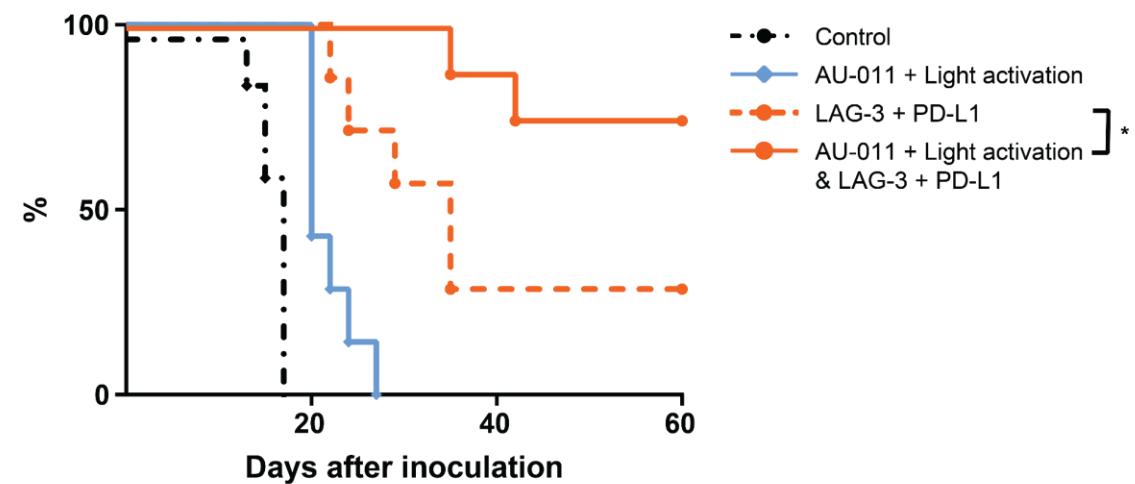 100
50
0
%
20
40
60
Days after inoculation
Control
AU-011 + Light activation
LAG-3 + PD-L1
AU-011 + Light activation
& LAG-3 + PD-L1
*